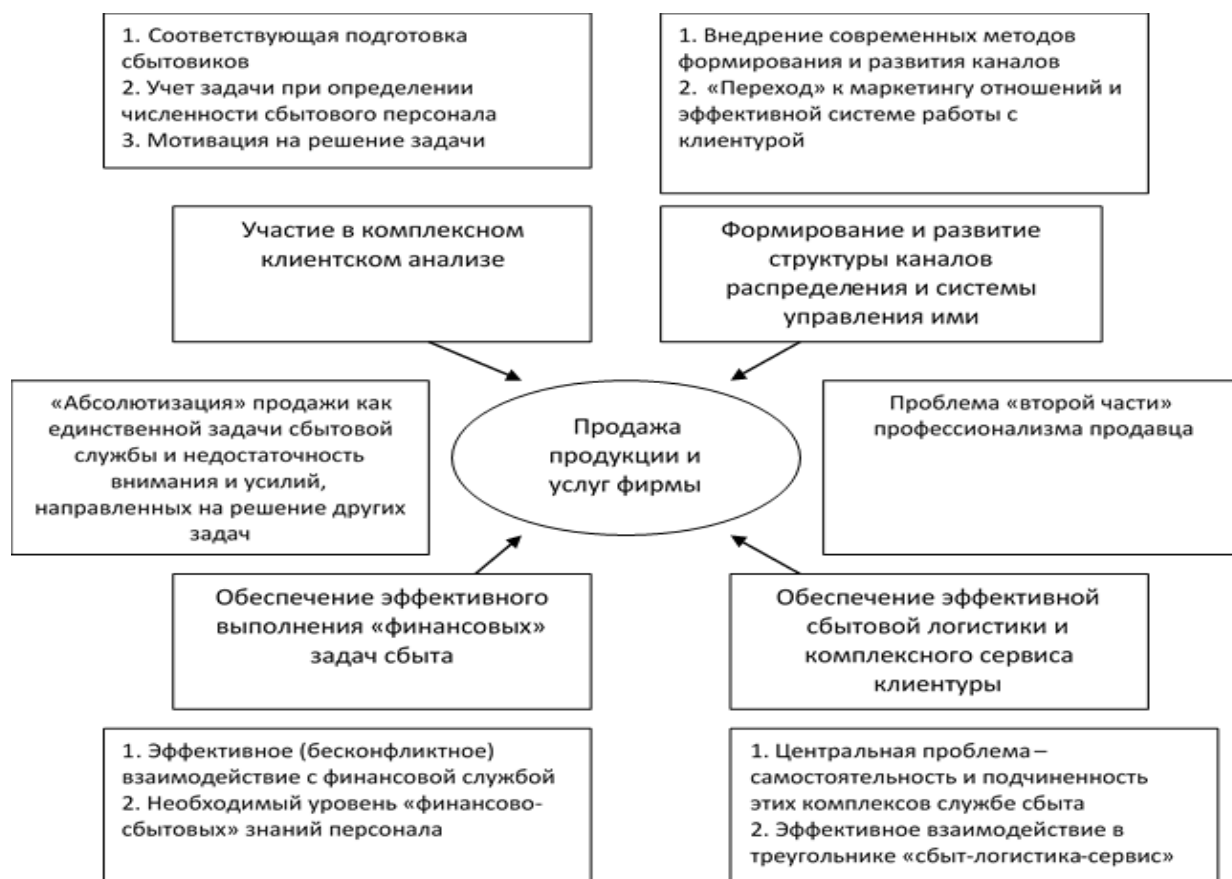 1. Соответствующая подготовка
сбытовиков
2. Учет задачи при определении
численности сбытового персонала
3. Мотивация на решение задачи
1. Внедрение современных методов
формирования и развития каналов
2. «Переход» к маркетингу отношений и
эффективной системе работы с
клиентурой
Участие в комплексном
клиентском анализе
Формирование и развитие
структуры каналов
распределения и системы
управления ими
«Абсолютизация» продажи как
единственной задачи сбытовой
службы и недостаточность
внимания и усилий,
направленных на решение других
задач
Продажа
продукции и
услуг фирмы
Проблема «второй части»
профессионализма продавца
Обеспечение эффективного
выполнения «финансовых»
задач сбыта
Обеспечение эффективной
сбытовой логистики и
комплексного сервиса
клиентуры
1. Эффективное (бесконфликтное)
взаимодействие с финансовой службой
2. Необходимый уровень «финансово-
сбытовых» знаний персонала
1. Центральная проблема –
самостоятельность и подчиненность
этих комплексов службе сбыта
2. Эффективное взаимодействие в
треугольнике «сбыт-логистика-сервис»